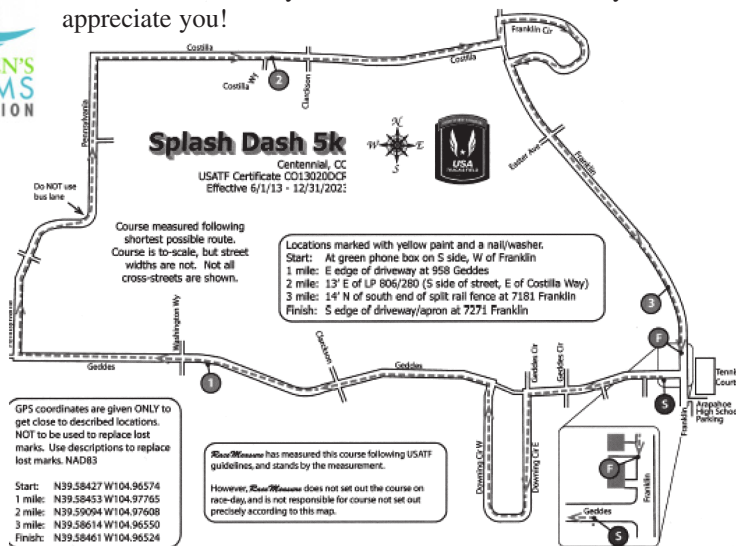 appreciate you!
Costilla
Costilla
Franklin Cir
Costilla Wy
2
Clarckson
Pennsylvania
Splash Dash 5k
Centennial, CO
USATF Certificate CO13020DCR
Effective 6/1/13 - 12/31/2023
N
W
E
S
USA
Easter Ave
Franklin
Do NOT use
bus lane
Course measured following
shortest possible route.
Course is to-scale, but street
widths are not. Not all
cross-streets are shown.
Locations marked with yellow paint and a nail/washer.
Start: At green phone box on S side, W of Franklin
1 mile: E edge of driveway at 958 Geddes
2 mile: 13' E of LP 806/280 (S side of street, E of Costilla Way)
3 mile: 14' N of south end of split rail fence at 7181 Franklin
Finish: S edge of driveway/apron at 7271 Franklin
3
F
Washington Wy
Geddes
1
Clarckson
Geddes
Geddes Cir
Geddes Cir
S
Franklin
Arapahoe
High School
Parking
Downing Cir W
Downing Cir E
GPS coordinates are given ONLY to
get close to described locations.
NOT to be used to replace lost
marks. Use descriptions to replace
lost marks. NAD83
Start: N39.58427 W104.96574
1 mile: N39.58453 W104.97765
2 mile: N39.59094 W104.97608
3 mile: N39.58614 W104.96550
Finish: N39.58461 W104.96524
RaceMeasure has measured this course following USATF
guidelines, and stands by the measurement.
However, RaceMeasure does not set out the course on
race-day, and is not responsible for course not set out
precisely according to this map.
F
Franklin
Geddes
S